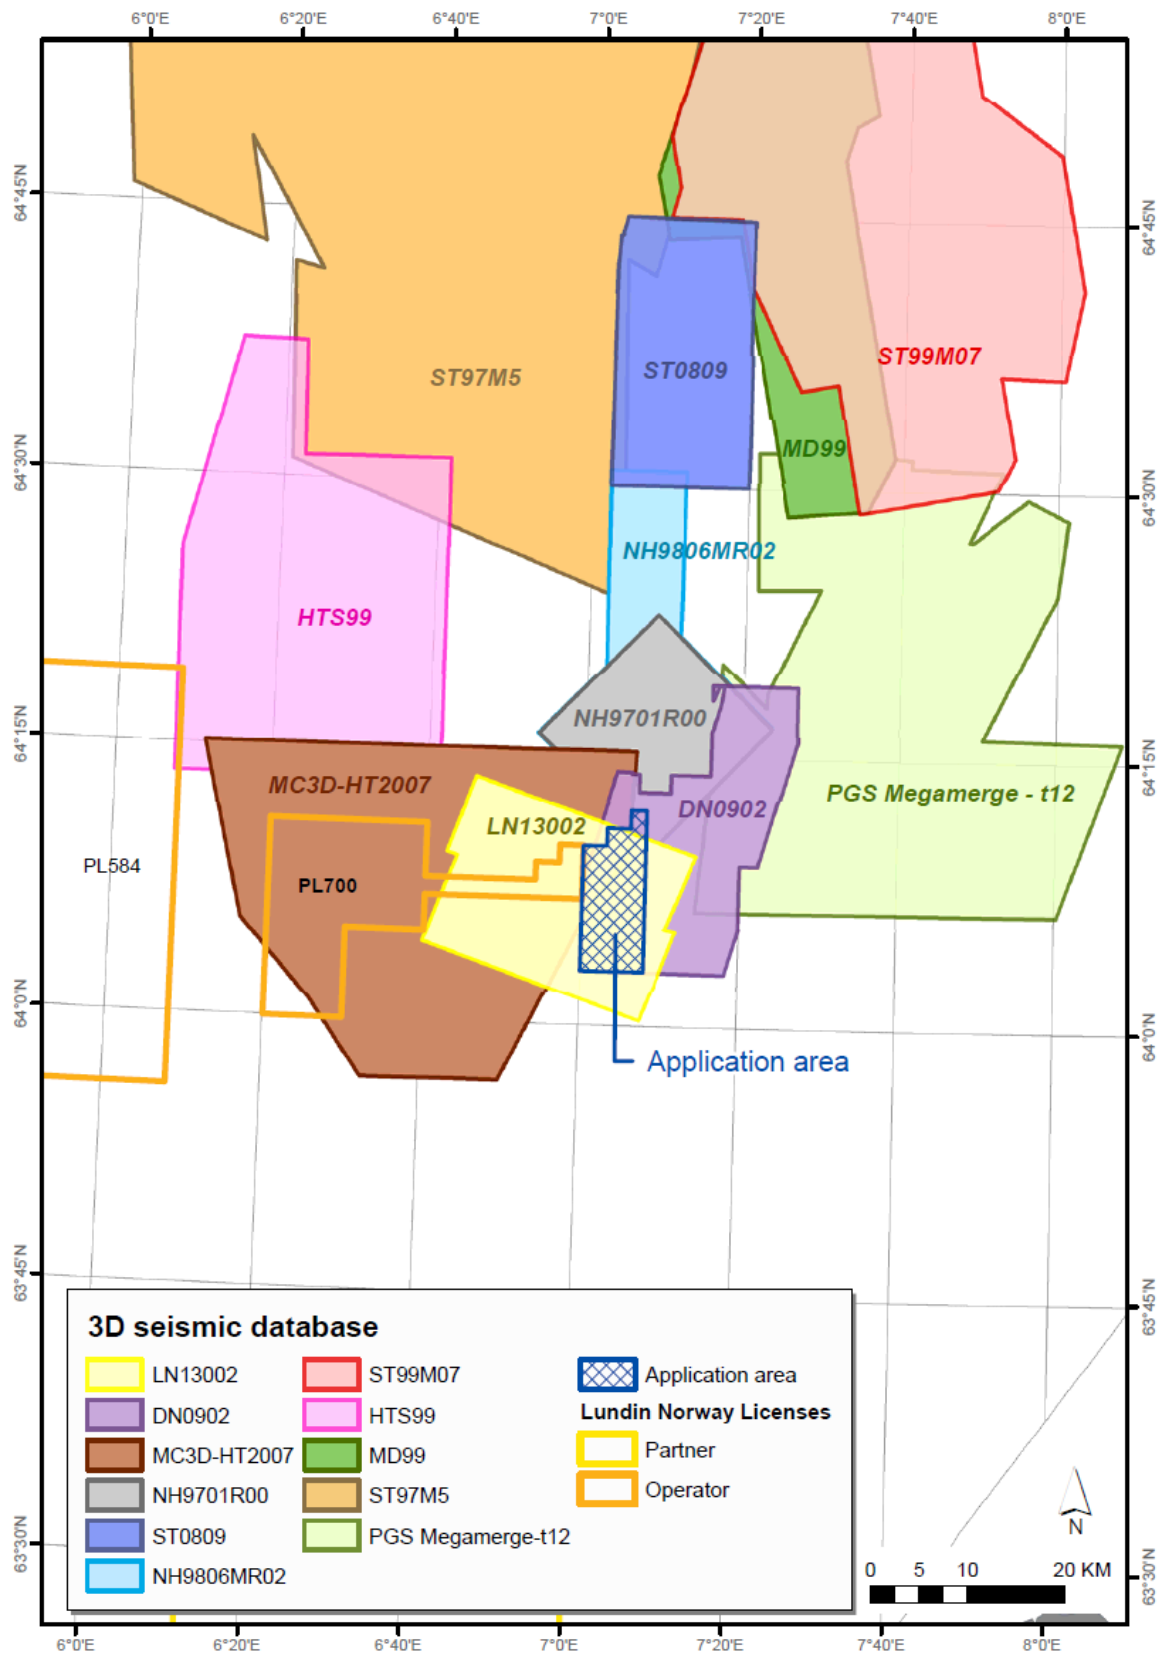 6°0'E 6°20'E 6°40'E 7°0'E 7°20'E 7°40'E 8°0'E
64°45'N
64°45'N
ST99M07
ST0809
ST97M5
MD99
64°30'N
64°30'N
NH9806MR02
HTS99
NH9701R00
64°15'N
64°15'N
MC3D-HT2007
PGS Megamerge - t12
DN0902
LN13002
PL584
PL700
64°0'N
64°0'N
Application area
63°45'N
63°45'N
3D seismic database
LN13002
DN0902
MC3D-HT2007
NH9701R00
ST0809
NH9806MR02
ST99M07
HTS99
MD99
ST97M5
PGS Megamerge-t12
Application area
Lundin Norway Licenses
Partner
Operator
N
0 5 10 20 KM
63°30'N
63°30'N
6°0'E 6°20'E 6°40'E 7°0'E 7°20'E 7°40'E 8°0'E